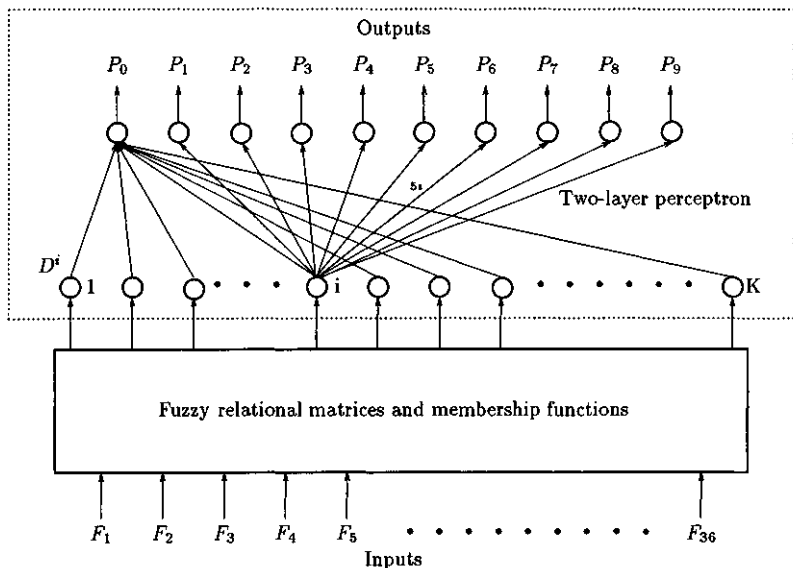 Outputs
P0 P1 P2 P3 P4 P5 P6 P7 P8 P9
Two-layer perceptron
D^i
1 i K
Fuzzy relational matrices and membership functions
F1 F2 F3 F4 F5 F36
Inputs